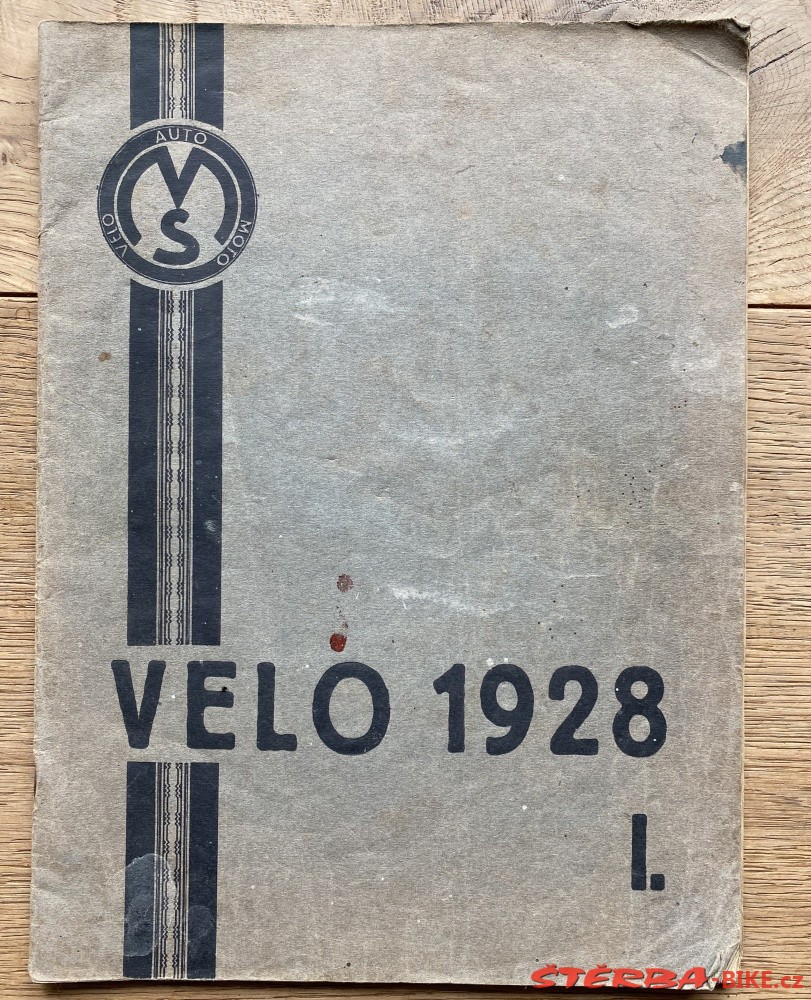 AUTO
MS
VELO MOTO
VELO 1928
I.
ŠTĚRBA-BIKE.cz